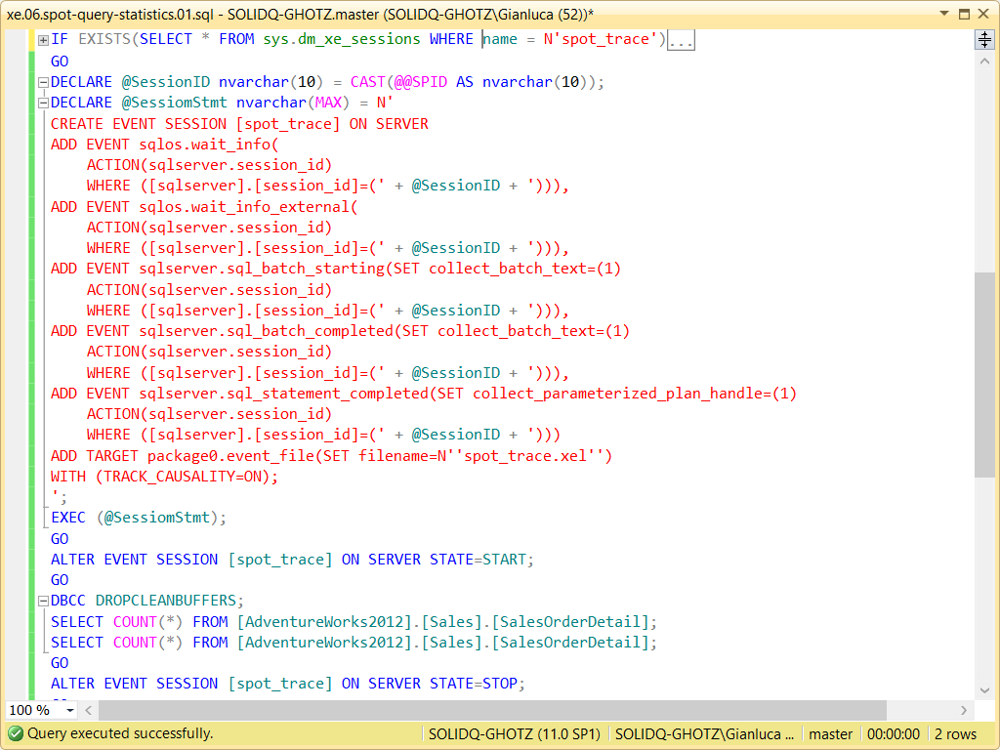 xe.06.spot-query-statistics.01.sql - SOLIDQ-GHOTZ.master (SOLIDQ-GHOTZ\Gianluca (52))*
IF EXISTS(SELECT * FROM sys.dm_xe_sessions WHERE name = N'spot_trace')...
GO
DECLARE @SessionID nvarchar(10) = CAST(@@SPID AS nvarchar(10));
DECLARE @SessiomStmt nvarchar(MAX) = N'
CREATE EVENT SESSION [spot_trace] ON SERVER
ADD EVENT sqlos.wait_info(
    ACTION(sqlserver.session_id)
    WHERE ([sqlserver].[session_id]=(' + @SessionID + '))),
ADD EVENT sqlos.wait_info_external(
    ACTION(sqlserver.session_id)
    WHERE ([sqlserver].[session_id]=(' + @SessionID + '))),
ADD EVENT sqlserver.sql_batch_starting(SET collect_batch_text=(1)
    ACTION(sqlserver.session_id)
    WHERE ([sqlserver].[session_id]=(' + @SessionID + '))),
ADD EVENT sqlserver.sql_batch_completed(SET collect_batch_text=(1)
    ACTION(sqlserver.session_id)
    WHERE ([sqlserver].[session_id]=(' + @SessionID + '))),
ADD EVENT sqlserver.sql_statement_completed(SET collect_parameterized_plan_handle=(1)
    ACTION(sqlserver.session_id)
    WHERE ([sqlserver].[session_id]=(' + @SessionID + ')))
ADD TARGET package0.event_file(SET filename=N''spot_trace.xel'')
WITH (TRACK_CAUSALITY=ON);
';
EXEC (@SessiomStmt);
GO
ALTER EVENT SESSION [spot_trace] ON SERVER STATE=START;
GO
DBCC DROPCLEANBUFFERS;
SELECT COUNT(*) FROM [AdventureWorks2012].[Sales].[SalesOrderDetail];
SELECT COUNT(*) FROM [AdventureWorks2012].[Sales].[SalesOrderDetail];
GO
ALTER EVENT SESSION [spot_trace] ON SERVER STATE=STOP;
100 %
Query executed successfully. SOLIDQ-GHOTZ (11.0 SP1) SOLIDQ-GHOTZ\Gianluca ... master 00:00:00 2 rows